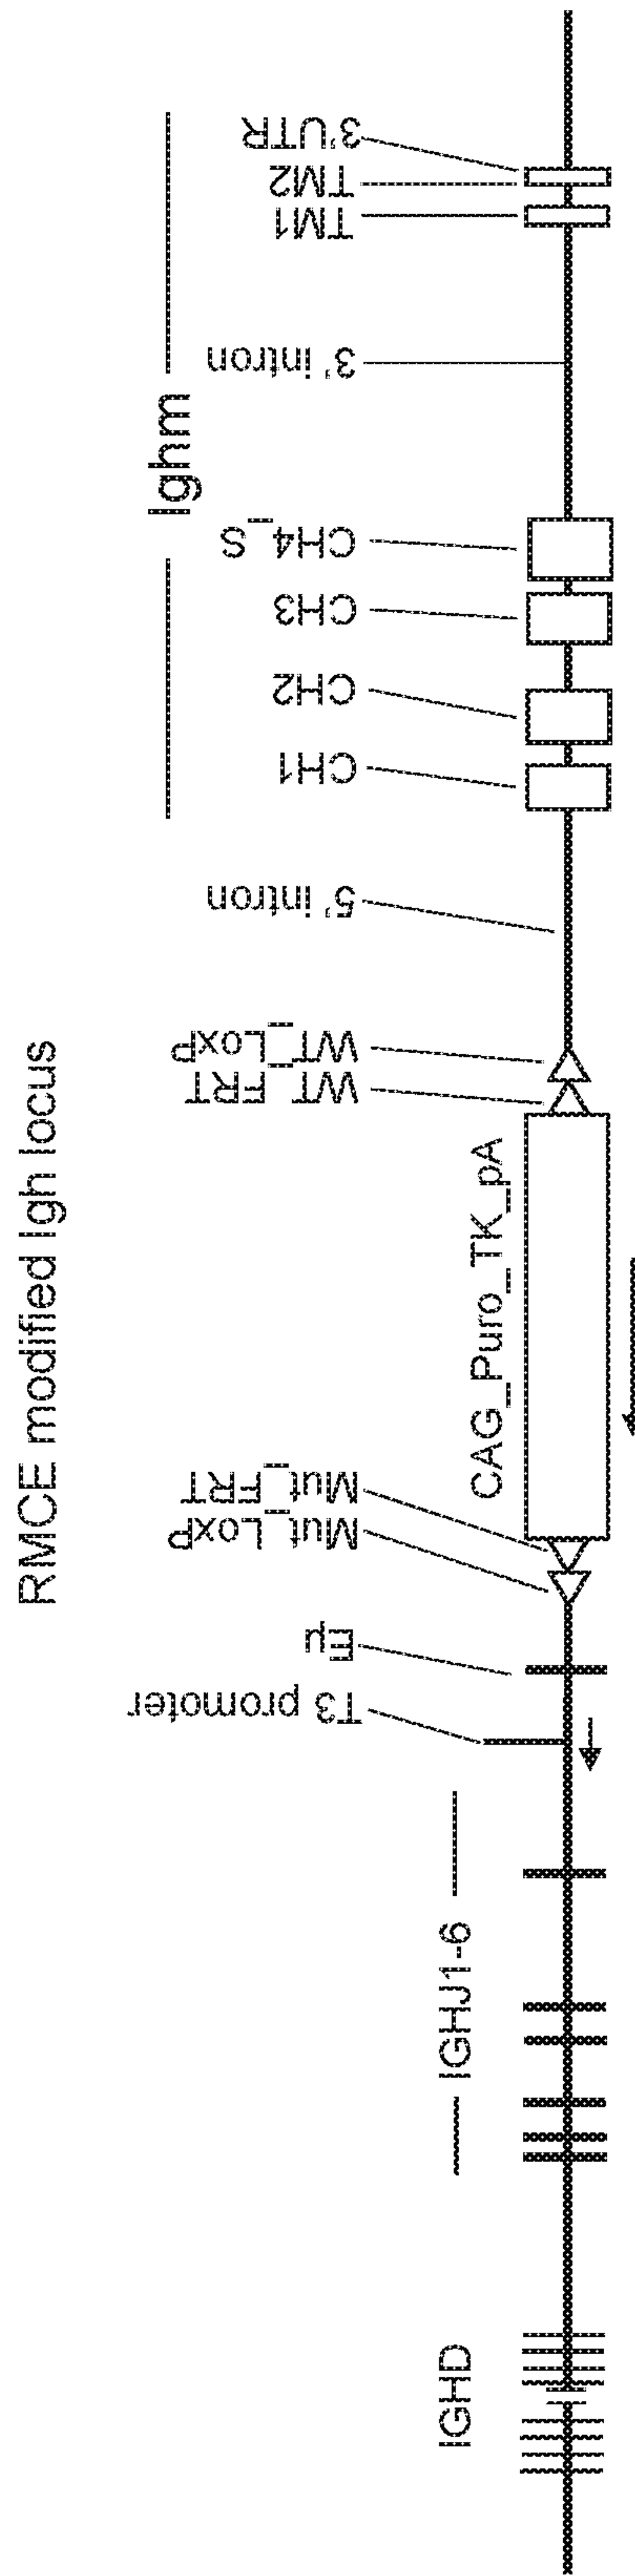 RMCE modified Igh locus
IGHD
IGHJ1-6
T3 promoter
Eμ
Mut_LoxP
Mut_FRT
CAG_Puro_TK_pA
WT_FRT
WT_LoxP
5' intron
Ighm
CH1
CH2
CH3
CH4_S
3' intron
TM1
TM2
3'UTR